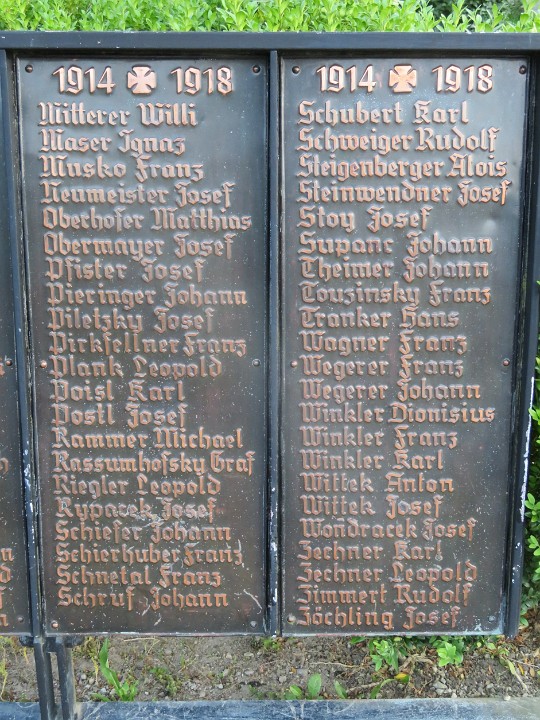 1914 1918
Mitterer Willi
Maser Ignaz
Musko Franz
Neumeister Josef
Oberhofer Matthias
Obermayer Josef
Pfister Josef
Pieringer Johann
Piletzky Josef
Pirkfellner Franz
Plank Leopold
Poisl Karl
Postl Josef
Rammer Michael
Rassumhofsky Graf
Riegler Leopold
Rypacek Josef
Schiefer Johann
Schierhuber Franz
Schnetal Franz
Schruf Johann
1914 1918
Schubert Karl
Schweiger Rudolf
Steigenberger Alois
Steinwendner Josef
Stoy Josef
Supanc Johann
Theimer Johann
Touzinsky Franz
Tranker Hans
Wagner Franz
Wegerer Franz
Wegerer Johann
Winkler Dionisius
Winkler Franz
Winkler Karl
Wittek Anton
Wittek Josef
Wondracek Josef
Zechner Karl
Zechner Leopold
Zimmert Rudolf
Zöchling Josef